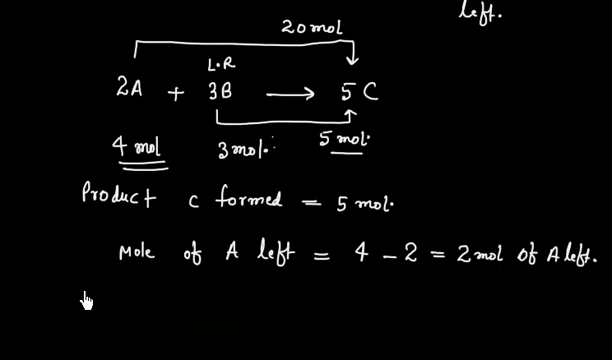 left.
20 mol
L.R
2A + 3B → 5 C
4 mol 3 mol. 5 mol.
Product C formed = 5 mol.
Mole of A left = 4 - 2 = 2 mol of A left.